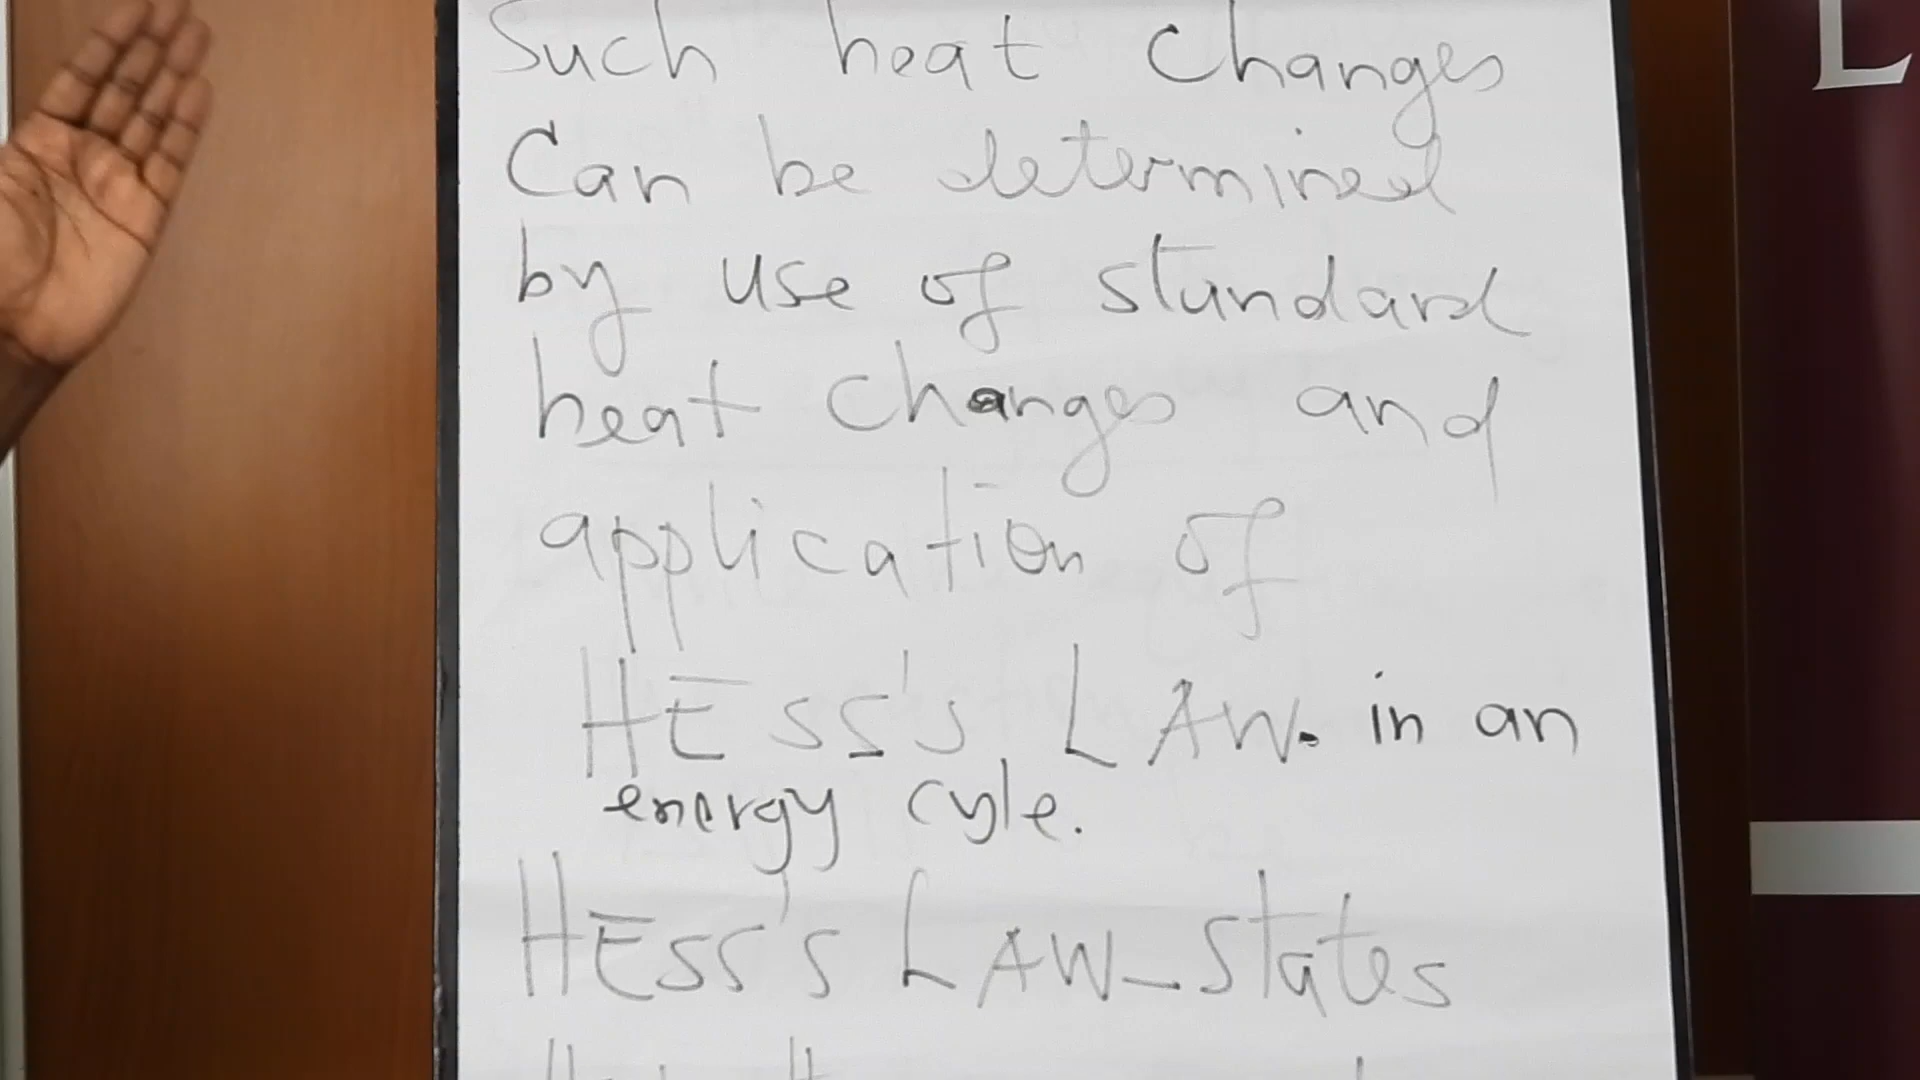 Such heat Changes
Can be determined
by use of standard
heat changes and
application of
HESS'S LAW. in an
energy cyle.
HESS'S LAW - States
L